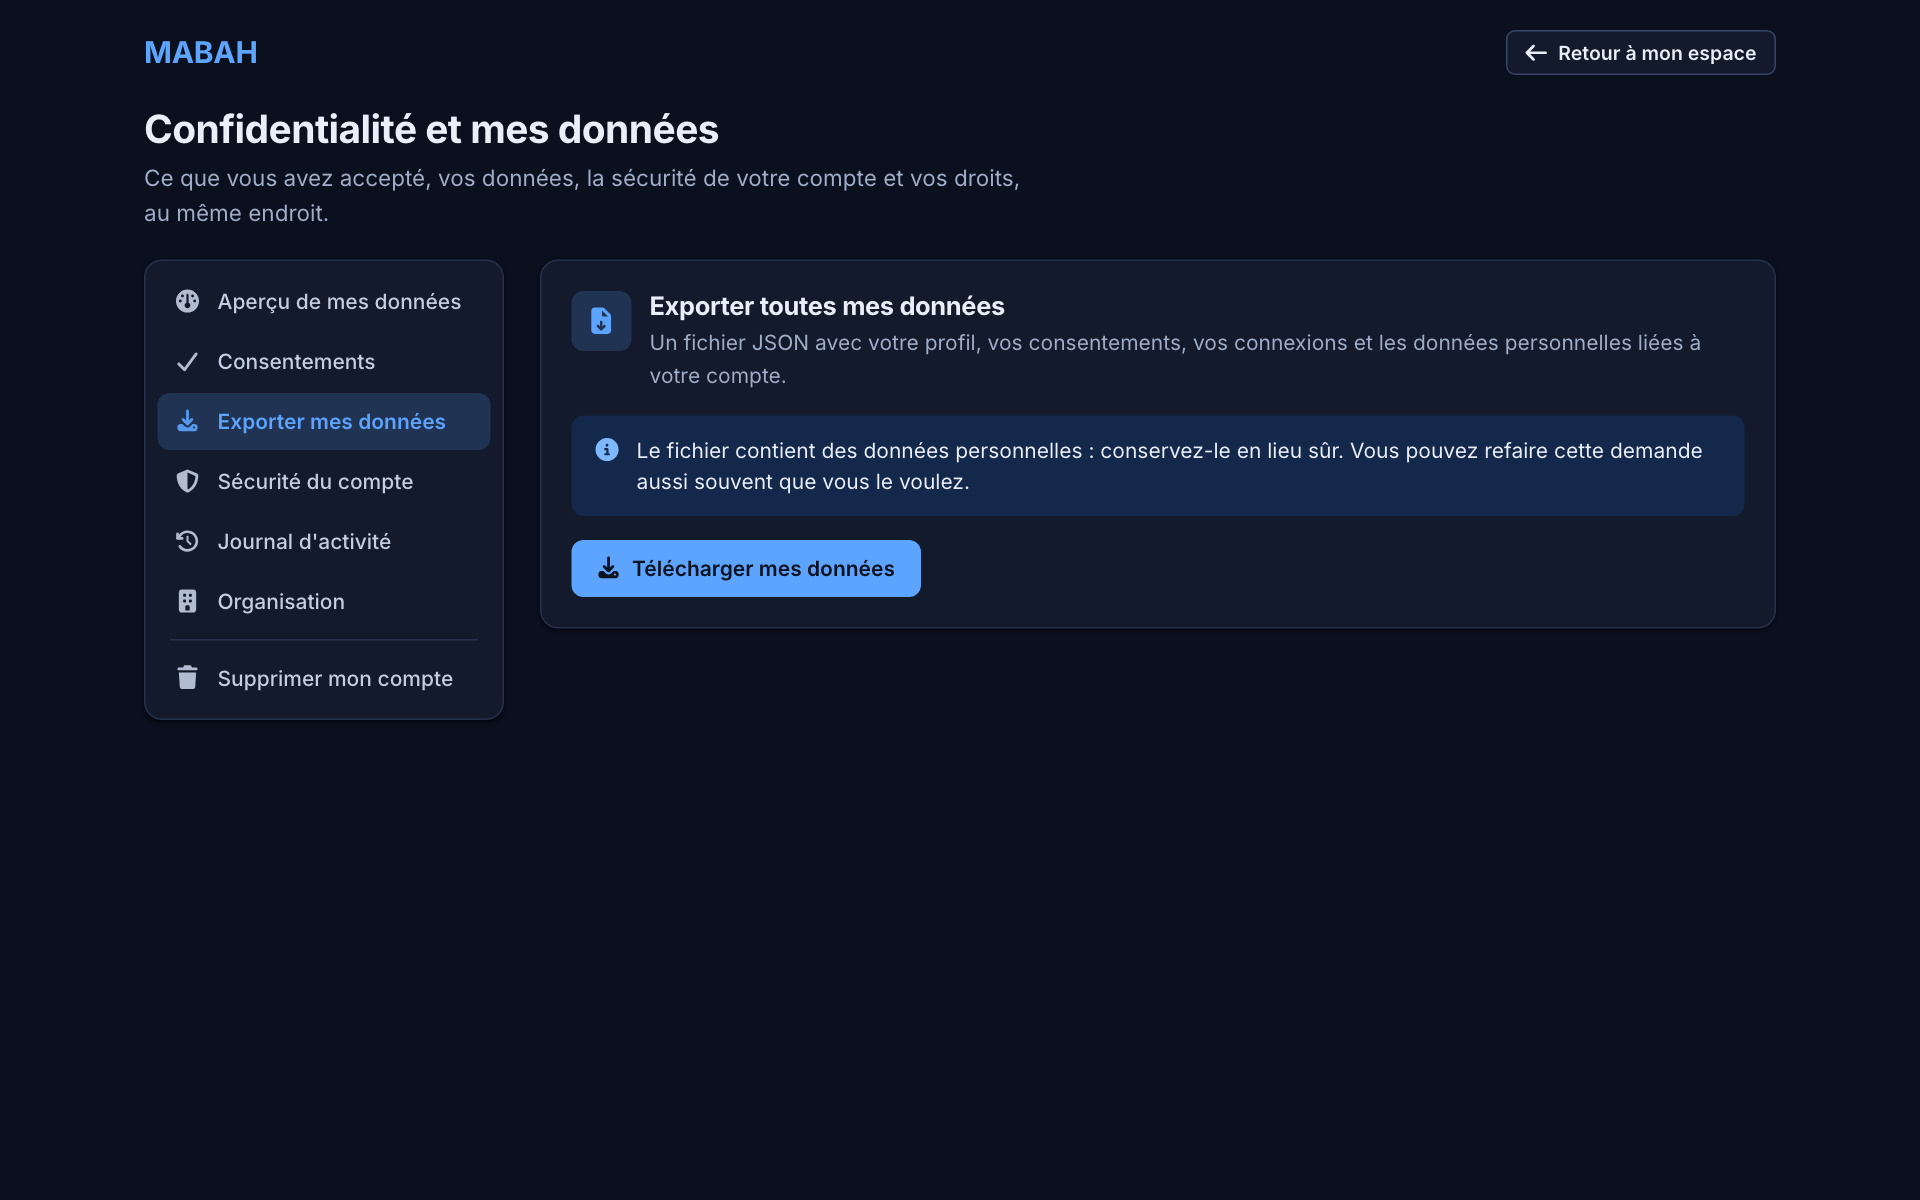 MABAH
Retour à mon espace
Confidentialité et mes données
Ce que vous avez accepté, vos données, la sécurité de votre compte et vos droits,
au même endroit.
Aperçu de mes données
Consentements
Exporter mes données
Sécurité du compte
Journal d'activité
Organisation
Supprimer mon compte
Exporter toutes mes données
Un fichier JSON avec votre profil, vos consentements, vos connexions et les données personnelles liées à
votre compte.
Le fichier contient des données personnelles : conservez-le en lieu sûr. Vous pouvez refaire cette demande
aussi souvent que vous le voulez.
Télécharger mes données